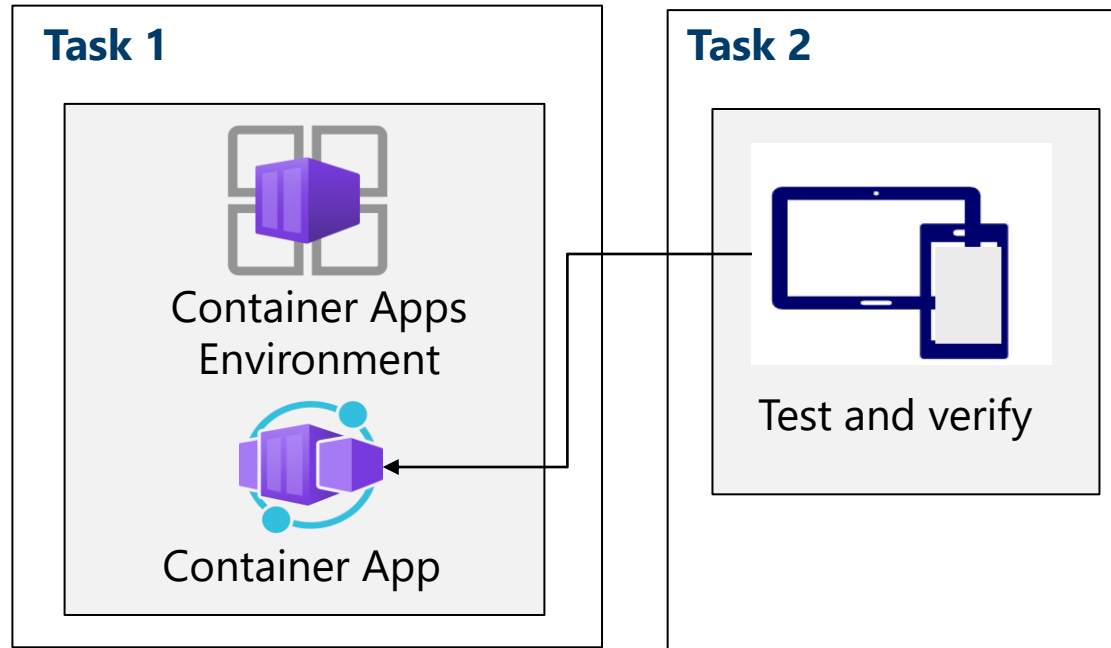 Task 1
Container Apps
Environment
Container App
Task 2
Test and verify